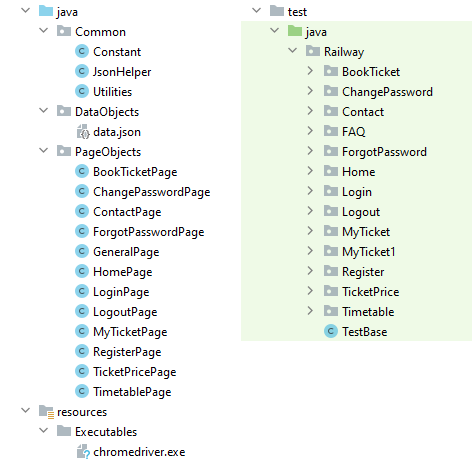 java
Common
Constant
JsonHelper
Utilities
DataObjects
data.json
PageObjects
BookTicketPage
ChangePasswordPage
ContactPage
ForgotPasswordPage
GeneralPage
HomePage
LoginPage
LogoutPage
MyTicketPage
RegisterPage
TicketPricePage
TimetablePage
resources
Executables
chromedriver.exe
test
java
Railway
BookTicket
ChangePassword
Contact
FAQ
ForgotPassword
Home
Login
Logout
MyTicket
MyTicket1
Register
TicketPrice
Timetable
TestBase